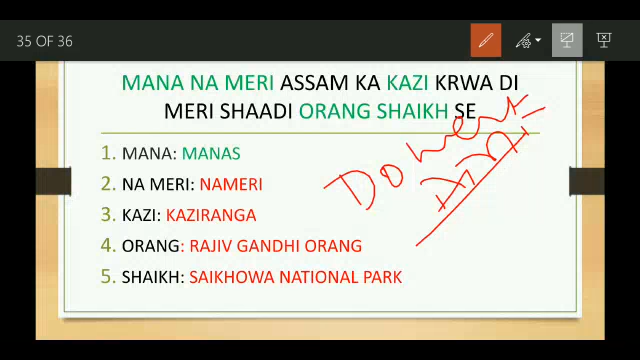 35 OF 36
MANA NA MERI ASSAM KA KAZI KRWA DI
MERI SHAADI ORANG SHAIKH SE
1. MANA: MANAS
2. NA MERI: NAMERI
3. KAZI: KAZIRANGA
4. ORANG: RAJIV GANDHI ORANG
5. SHAIKH: SAIKHOWA NATIONAL PARK